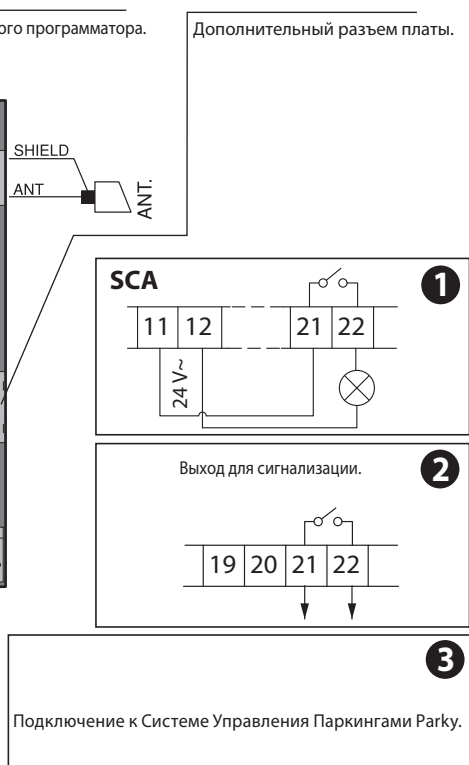 ого программатора.
Дополнительный разъем платы.
SHIELD
ANT
ANT.
SCA
1
11 12 21 22
24 V~
2
Выход для сигнализации.
19 20 21 22
3
Подключение к Системе Управления Паркингами Parky.